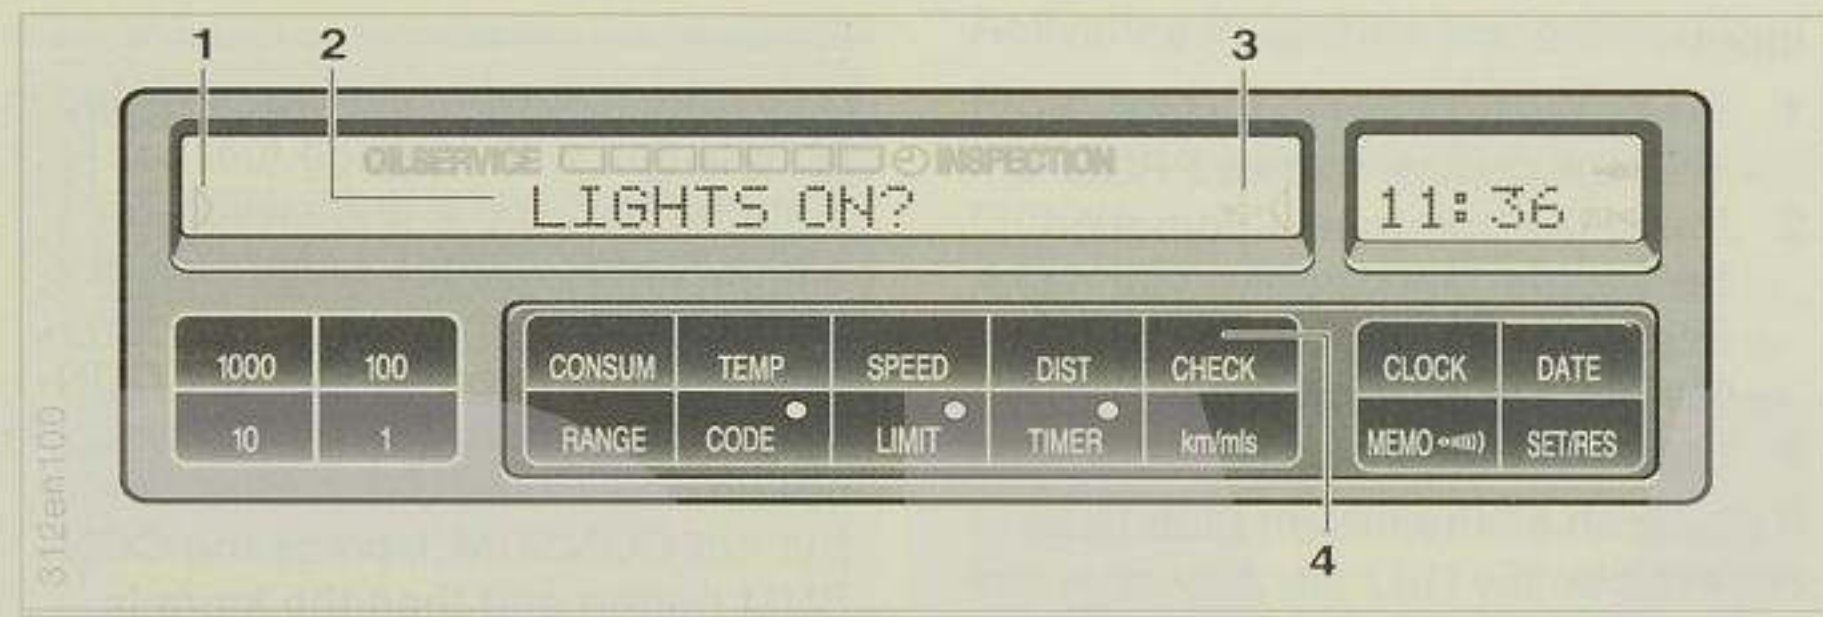 1 2 3
OILSERVICE INSPECTION
LIGHTS ON? 11:36
1000 100 CONSUM TEMP SPEED DIST CHECK CLOCK DATE
10 1 RANGE CODE LIMIT TIMER km/mls MEMO SET/RES
4
312en100